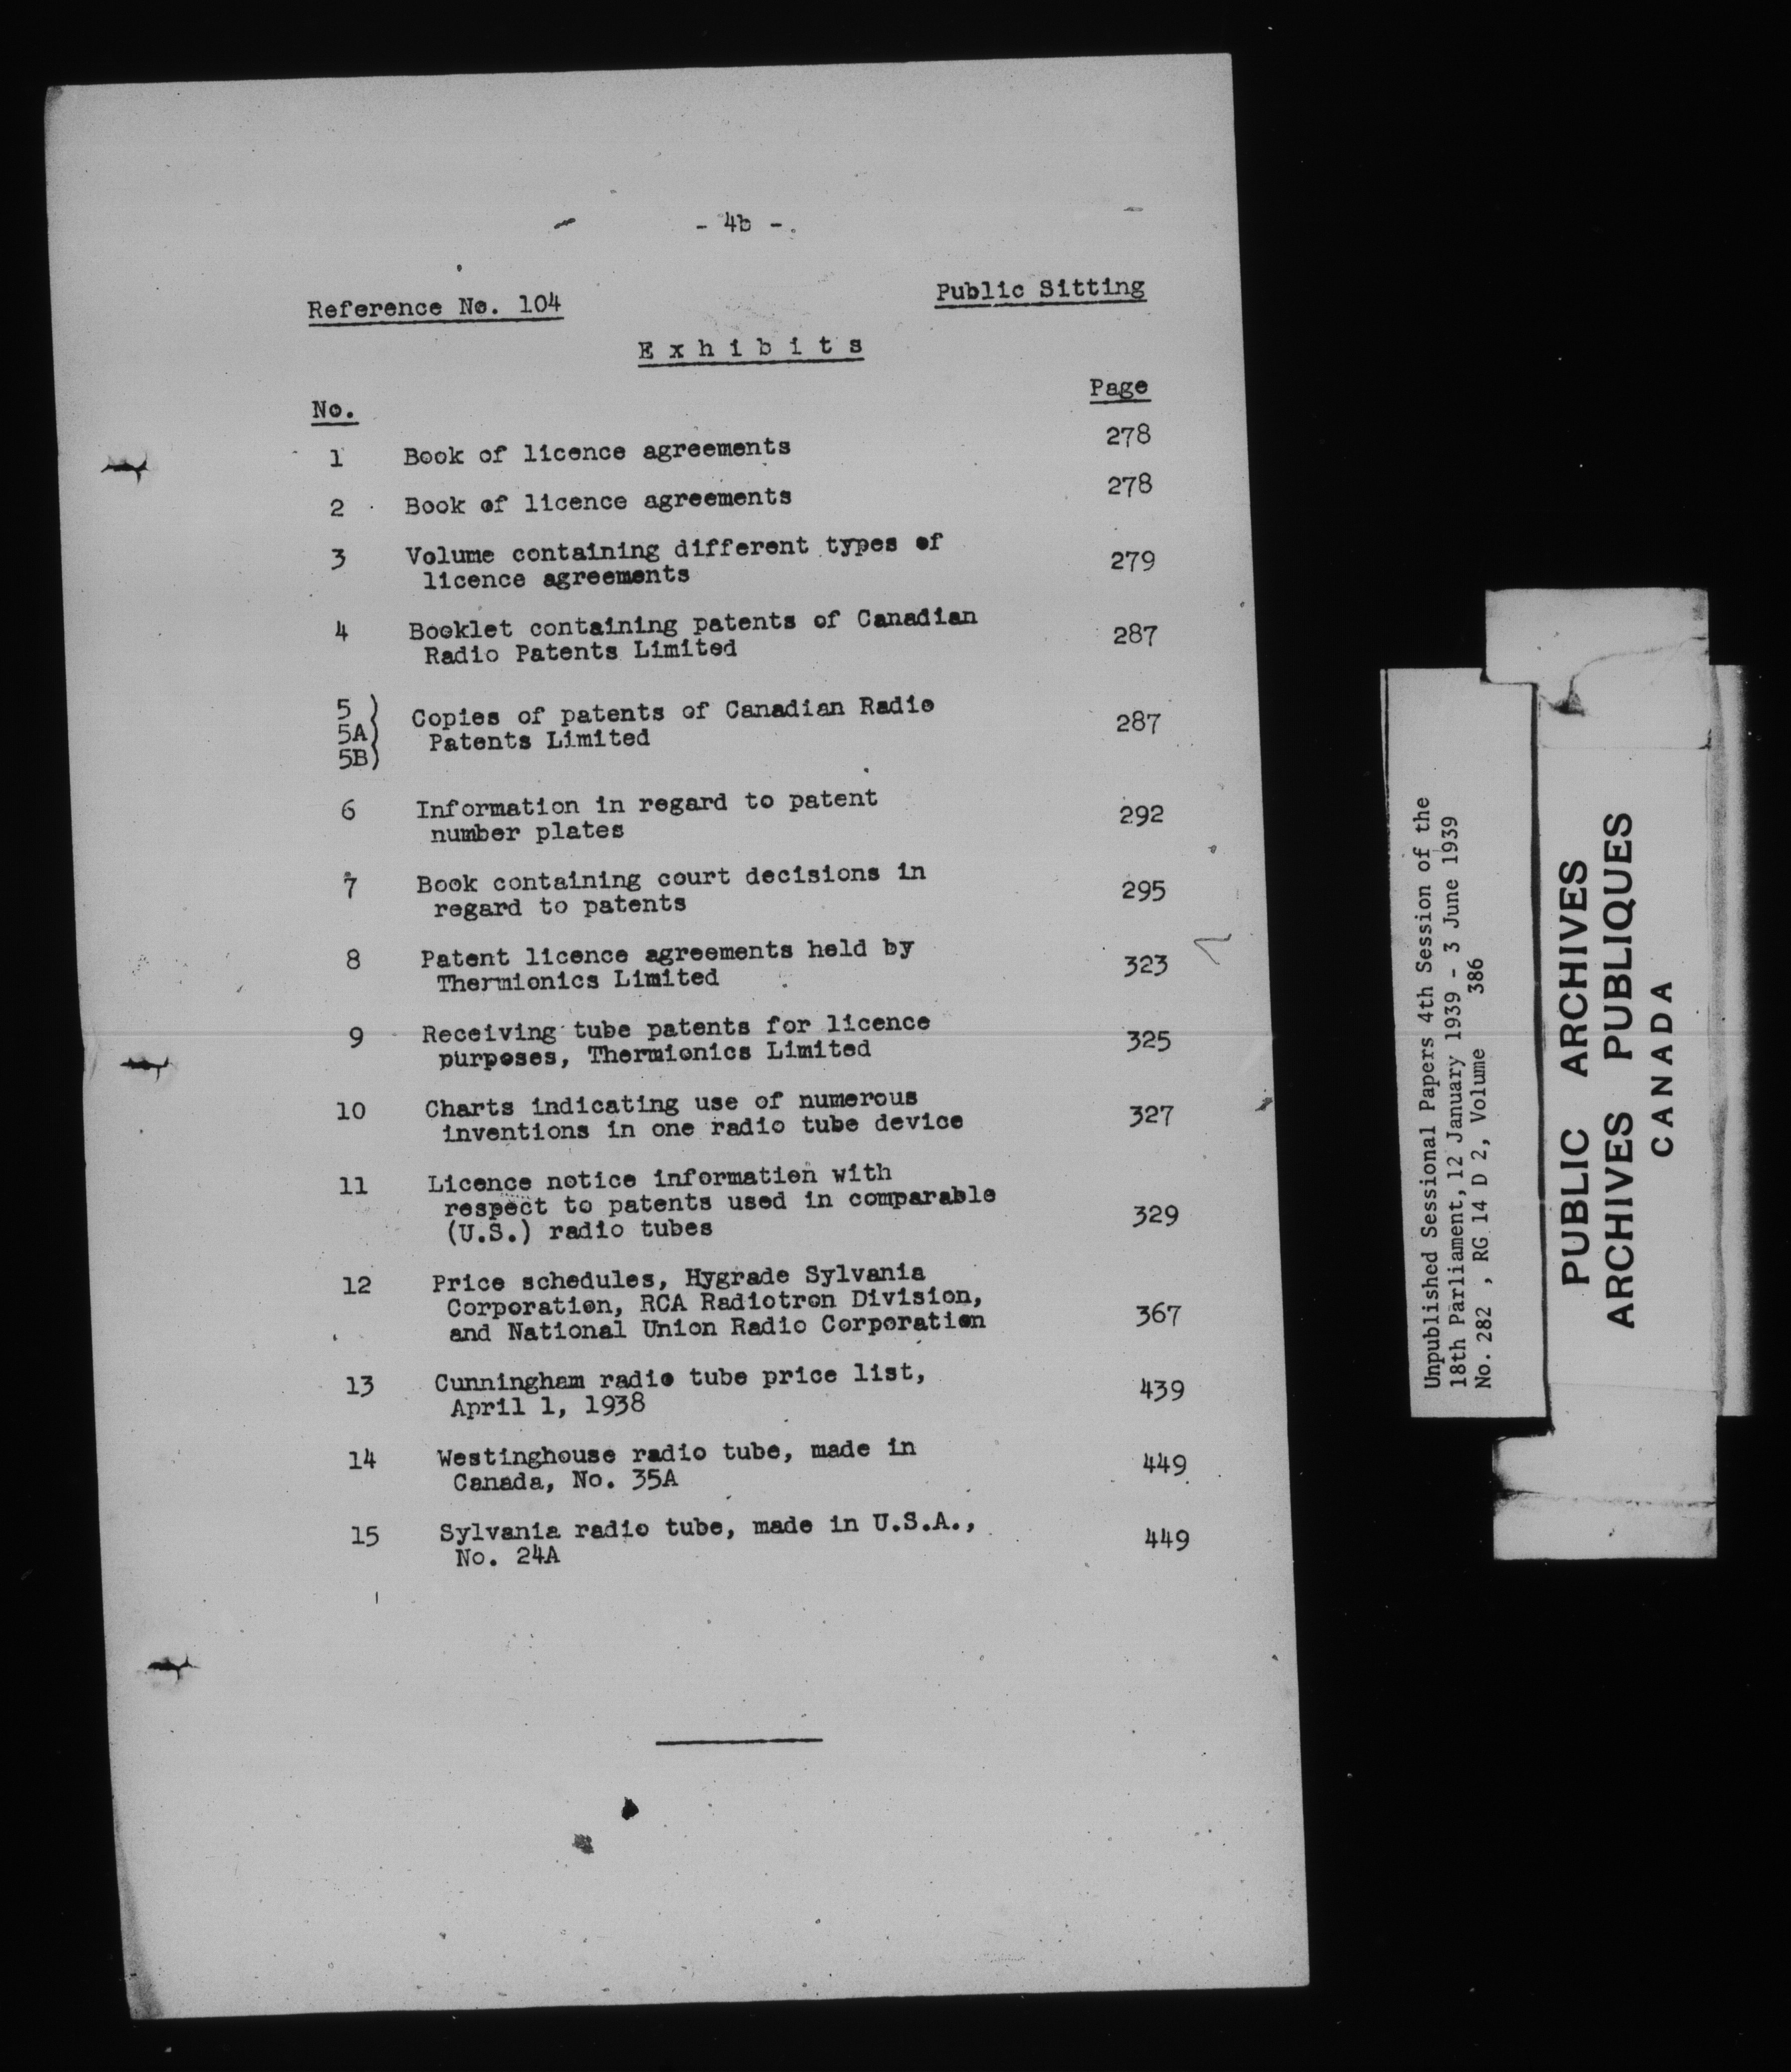 - 4b -
Reference No. 104 Public Sitting
Exhibits
No. Page
1 Book of licence agreements 278
2 Book of licence agreements 278
3 Volume containing different types of
licence agreements 279
4 Booklet containing patents of Canadian
Radio Patents Limited 287
5 )
5A) Copies of patents of Canadian Radio
5B) Patents Limited 287
6 Information in regard to patent
number plates 292
7 Book containing court decisions in
regard to patents 295
8 Patent licence agreements held by
Thermionics Limited 323
9 Receiving tube patents for licence
purposes, Thermionics Limited 325
10 Charts indicating use of numerous
inventions in one radio tube device 327
11 Licence notice information with
respect to patents used in comparable
(U.S.) radio tubes 329
12 Price schedules, Hygrade Sylvania
Corporation, RCA Radiotron Division,
and National Union Radio Corporation 367
13 Cunningham radio tube price list,
April 1, 1938 439
14 Westinghouse radio tube, made in
Canada, No. 35A 449
15 Sylvania radio tube, made in U.S.A.,
No. 24A 449
Unpublished Sessional Papers 4th Session of the
18th Parliament, 12 January 1939 - 3 June 1939
No. 282 , RG 14 D 2, Volume 386
PUBLIC ARCHIVES
ARCHIVES PUBLIQUES
CANADA